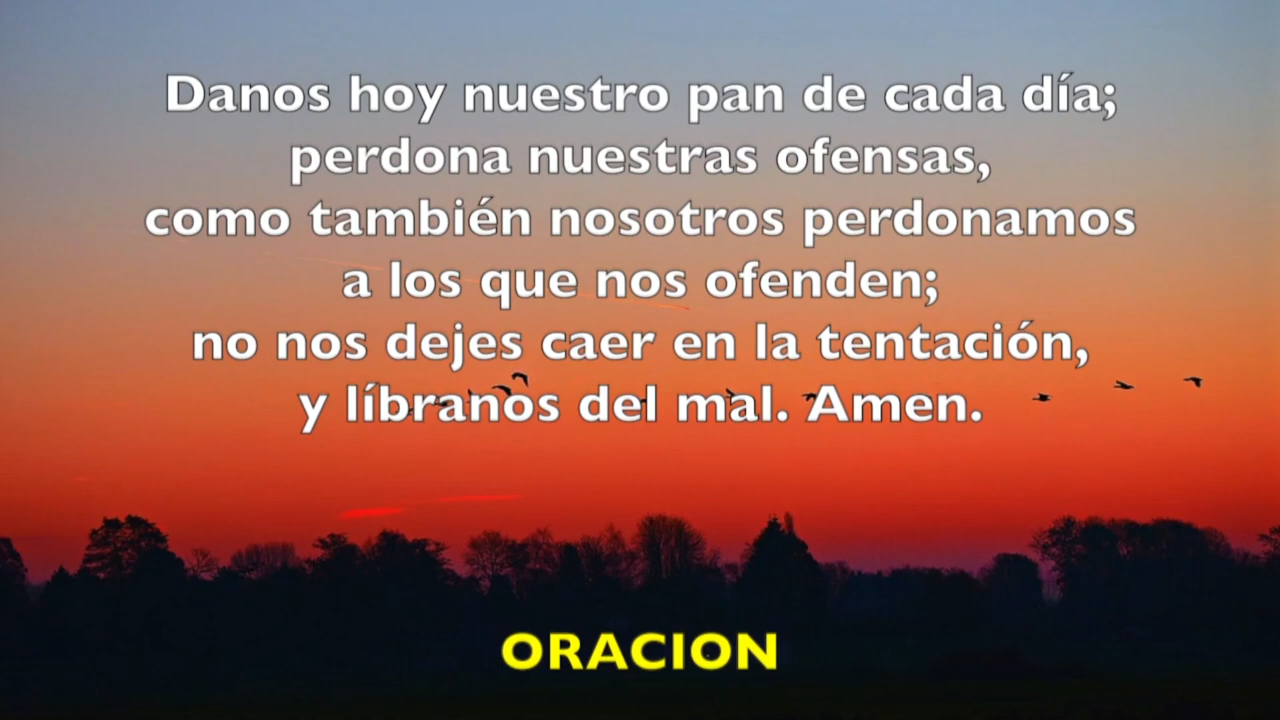 Danos hoy nuestro pan de cada día;
perdona nuestras ofensas,
como también nosotros perdonamos
a los que nos ofenden;
no nos dejes caer en la tentación,
y líbranos del mal. Amen.
ORACION